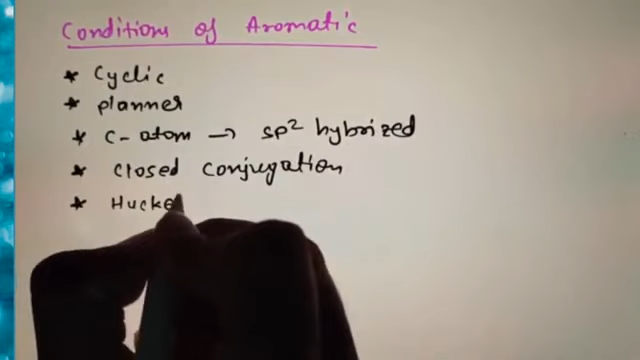 Conditions of Aromatic
* Cyclic
* planner
* C-atom → sp² hybrized
* Closed conjugation
* Hucke